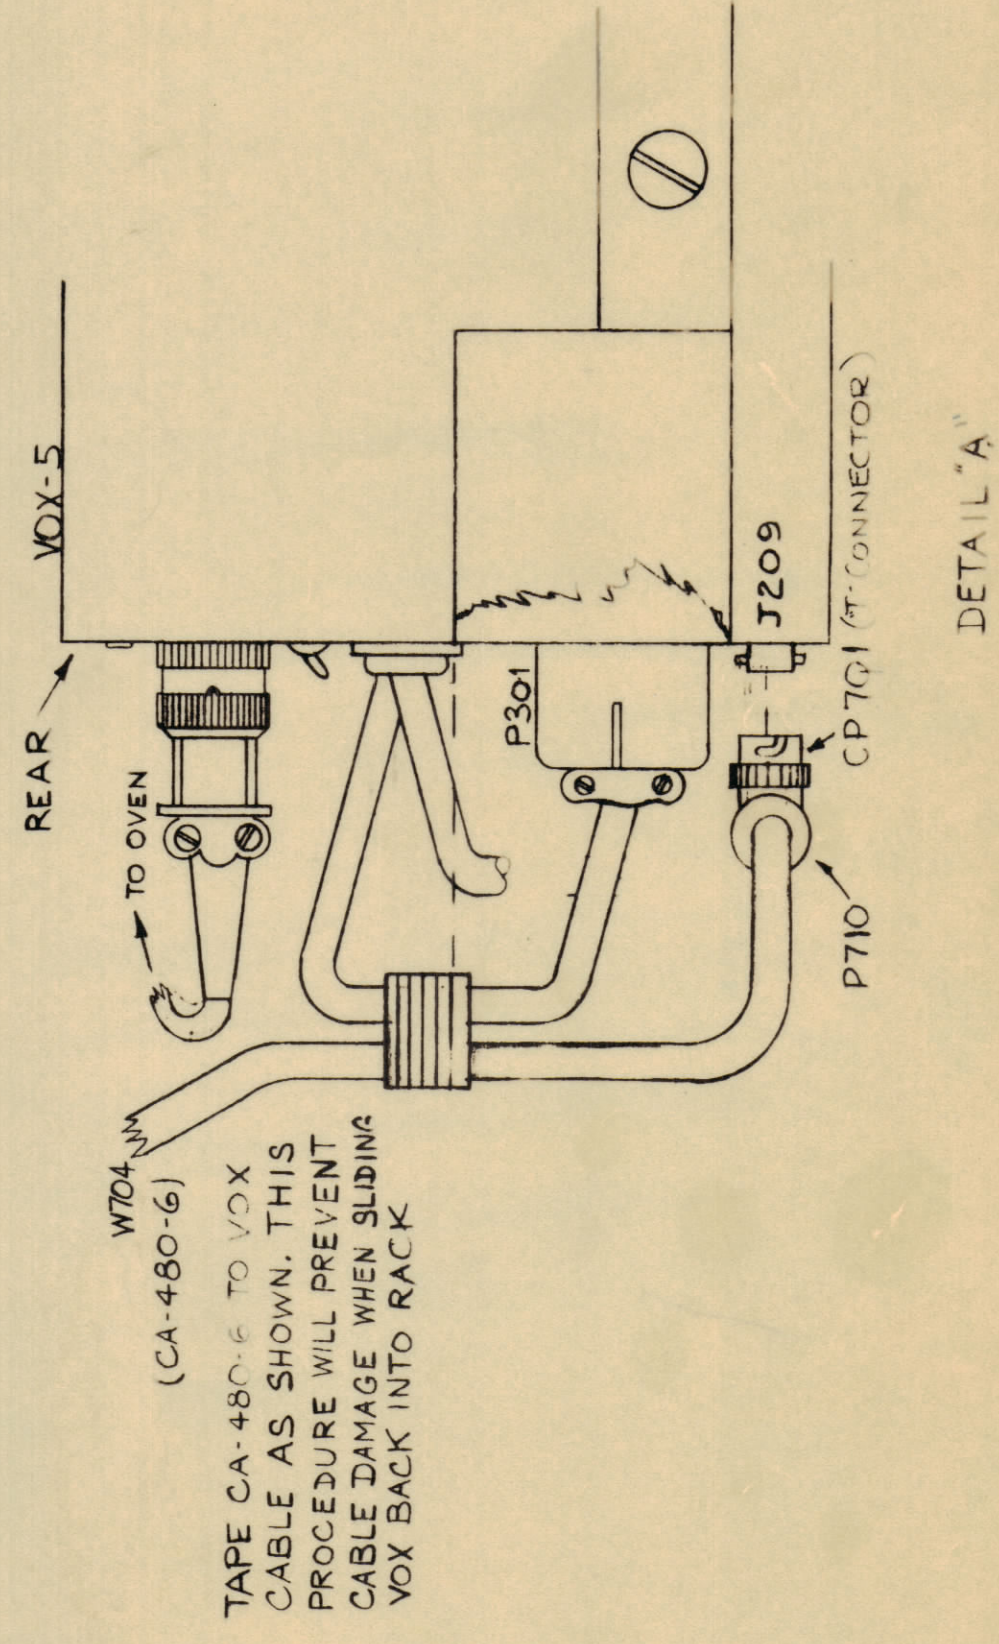 VOX-5
REAR
TO OVEN
P301
J209
CP701 (T-CONNECTOR)
P710
W704
(CA-480-6)
TAPE CA-480-6 TO VOX
CABLE AS SHOWN. THIS
PROCEDURE WILL PREVENT
CABLE DAMAGE WHEN SLIDING
VOX BACK INTO RACK
DETAIL "A"